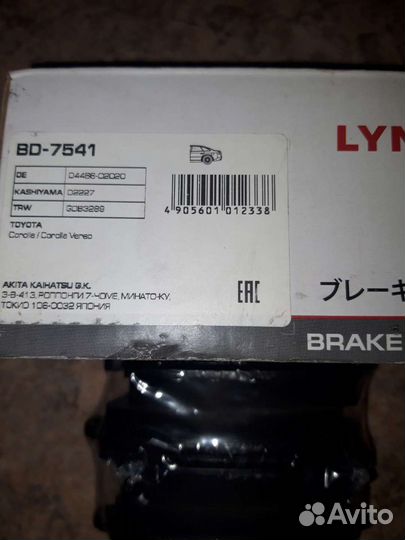 BD-7541
OE 04466-02020
KASHIYAMA D2227
TRW GDB3289
TOYOTA
Corolla / Corolla Verso
4 905601 012338
AKITA KAIHATSU G.K.
3-8-413, РОППОНГИ 7-ЧОМЕ, МИНАТО-КУ,
ТОКИО 106-0032 ЯПОНИЯ
EAC
LYN
ブレーキ
BRAKE
Avito